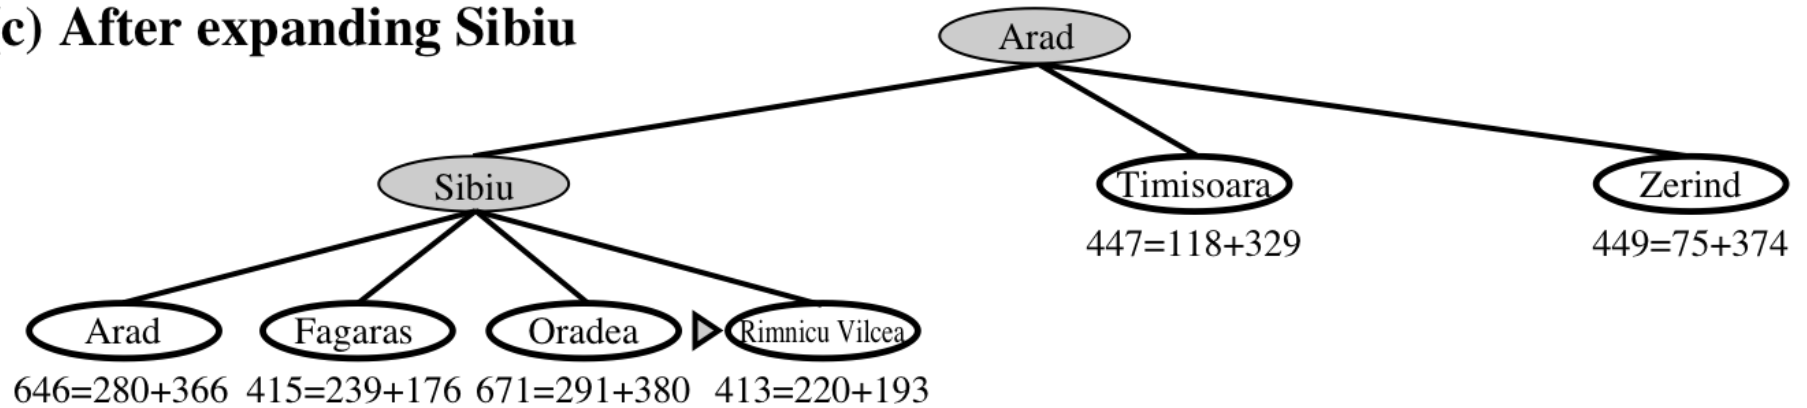 c) After expanding Sibiu
Arad
Sibiu
Timisoara
Zerind
447=118+329
449=75+374
Arad
Fagaras
Oradea
Rimnicu Vilcea
646=280+366
415=239+176
671=291+380
413=220+193